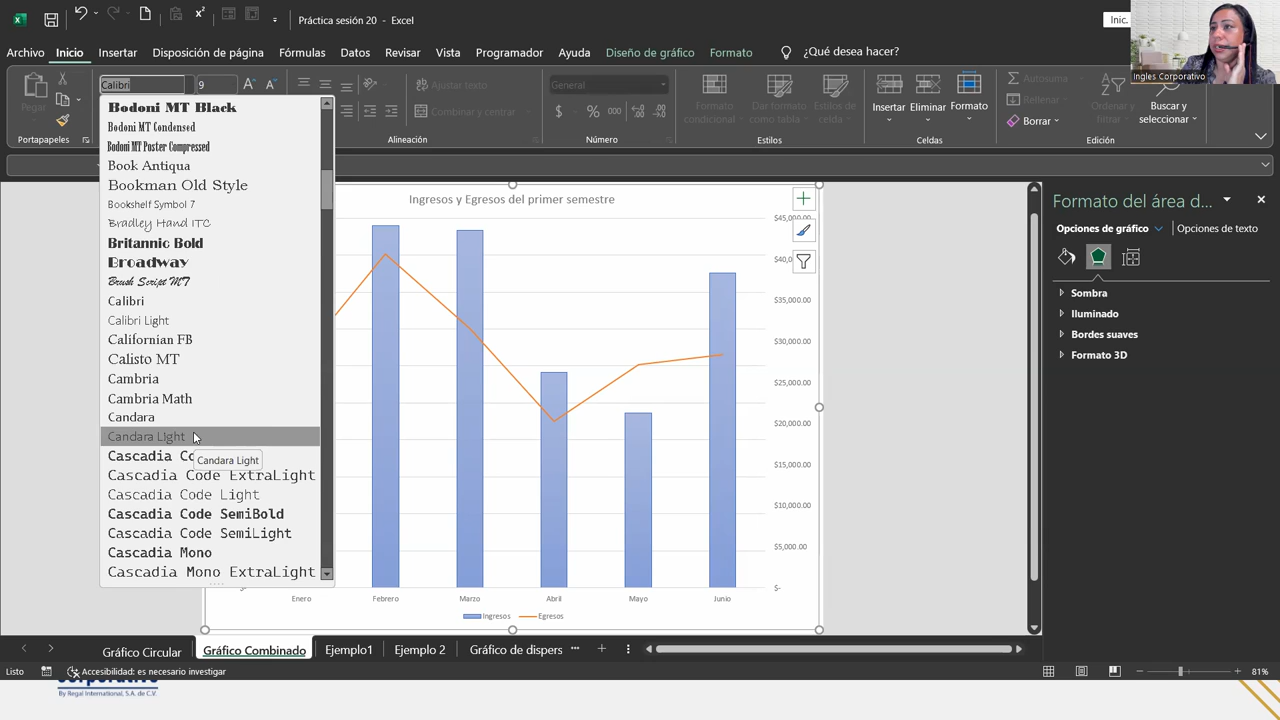 Práctica sesión 20 - Excel
Inic.
Archivo Inicio Insertar Disposición de página Fórmulas Datos Revisar Vista Programador Ayuda Diseño de gráfico Formato ¿Qué desea hacer?
Ingles Corporativo
Calibri 9
Pegar
Ajustar texto
Combinar y centrar
General
$ % 000
Formato condicional
Dar formato como tabla
Estilos de celda
Insertar Eliminar Formato
Autosuma
Rellenar
Borrar
Ordenar y filtrar
Buscar y seleccionar
Portapapeles Alineación Número Estilos Celdas Edición
Bodoni MT Black
Bodoni MT Condensed
Bodoni MT Poster Compressed
Book Antiqua
Bookman Old Style
Bookshelf Symbol 7
Bradley Hand ITC
Britannic Bold
Broadway
Brush Script MT
Calibri
Calibri Light
Californian FB
Calisto MT
Cambria
Cambria Math
Candara
Candara Light
Cascadia Co
Candara Light
Cascadia Code ExtraLight
Cascadia Code Light
Cascadia Code SemiBold
Cascadia Code SemiLight
Cascadia Mono
Cascadia Mono ExtraLight
Ingresos y Egresos del primer semestre
$45,000.00
$40,0
$35,000.00
$30,000.00
$25,000.00
$20,000.00
$15,000.00
$10,000.00
$5,000.00
$-
Enero Febrero Marzo Abril Mayo Junio
Ingresos Egresos
Formato del área d...
Opciones de gráfico Opciones de texto
Sombra
Iluminado
Bordes suaves
Formato 3D
Gráfico Circular Gráfico Combinado Ejemplo1 Ejemplo 2 Gráfico de dispers ...
Listo Accesibilidad: es necesario investigar 81%
By Regal International, S.A. de C.V.